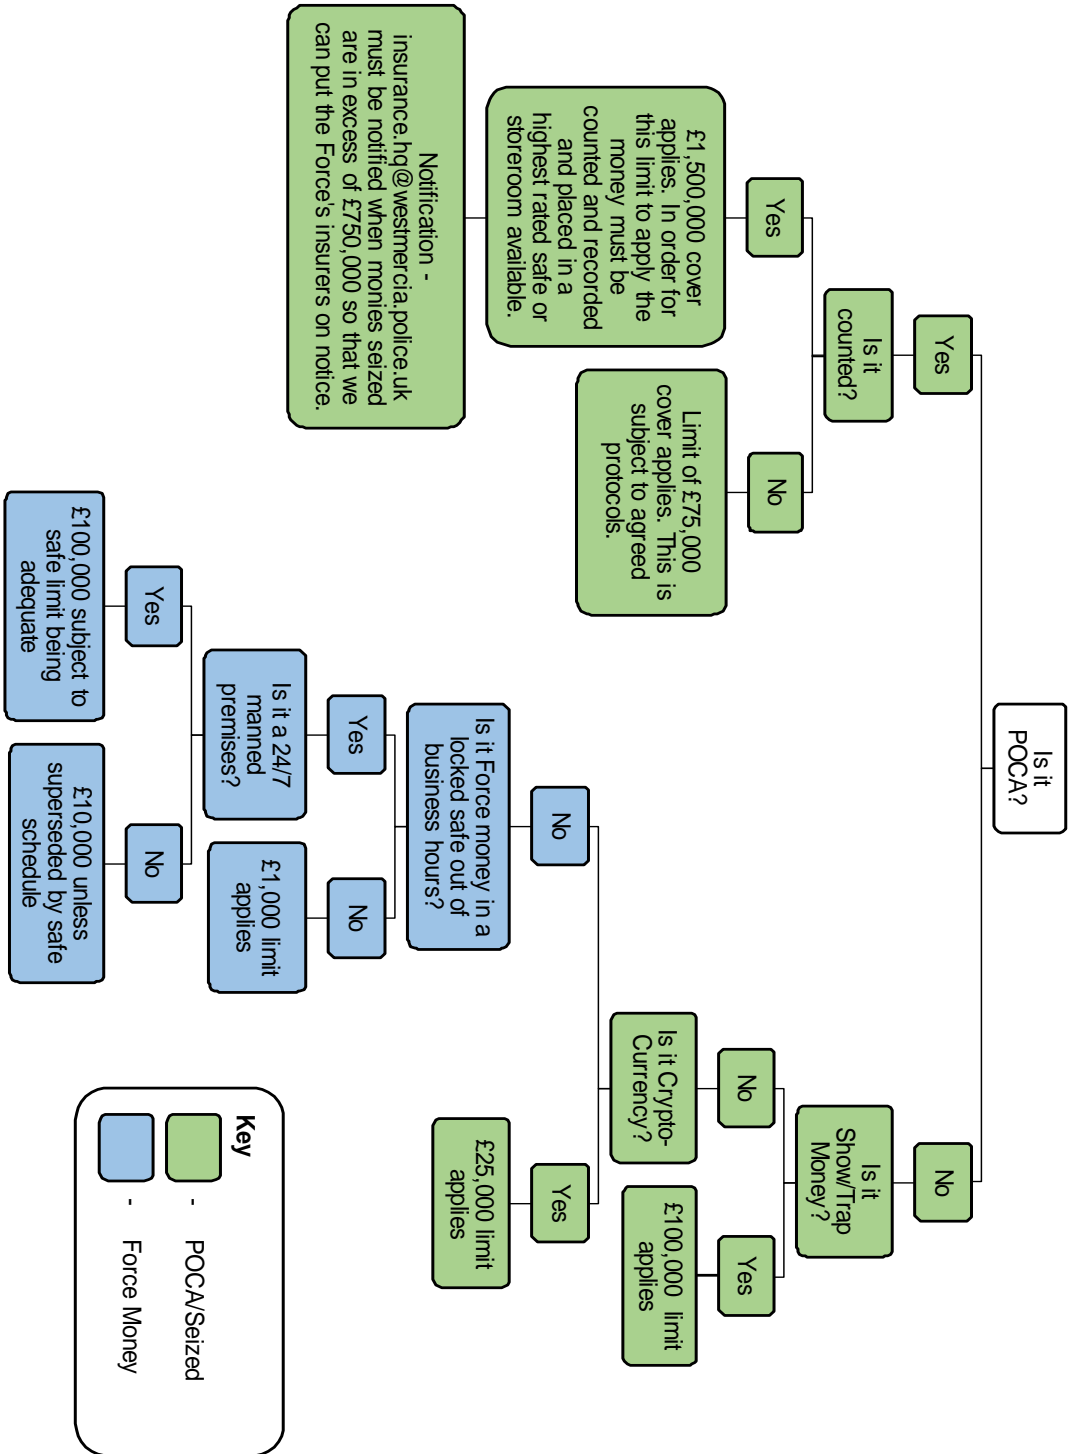 Is it
POCA?
Yes
No
Is it
counted?
Is it
Show/Trap
Money?
Yes
No
No
Yes
£1,500,000 cover
applies. In order for
this limit to apply the
money must be
counted and recorded
and placed in a
highest rated safe or
storeroom available.
Limit of £75,000
cover applies. This is
subject to agreed
protocols.
Is it Crypto-
Currency?
£100,000 limit
applies
Notification -
insurance.hq@westmercia.police.uk
must be notified when monies seized
are in excess of £750,000 so that we
can put the Force's insurers on notice.
No
Yes
Is it Force money in a
locked safe out of
business hours?
£25,000 limit
applies
Yes
No
Is it a 24/7
manned
premises?
£1,000 limit
applies
Yes
No
£100,000 subject to
safe limit being
adequate
£10,000 unless
superseded by safe
schedule
Key
- POCA/Seized
- Force Money